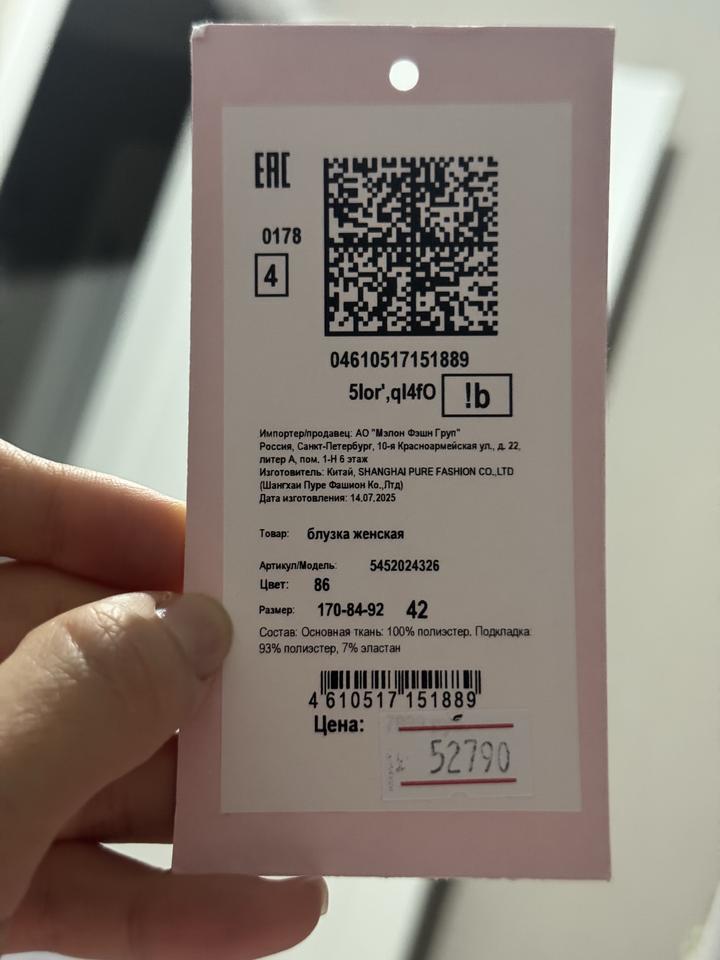 EAC
0178
4
04610517151889
5Ior',qI4fO !b
Импортер/продавец: АО "Мэлон Фэшн Груп"
Россия, Санкт-Петербург, 10-я Красноармейская ул., д. 22,
литер А, пом. 1-Н 6 этаж
Изготовитель: Китай, SHANGHAI PURE FASHION CO.,LTD
(Шангхаи Пуре Фашион Ко.,Лтд)
Дата изготовления: 14.07.2025
Товар: блузка женская
Артикул/Модель: 5452024326
Цвет: 86
Размер: 170-84-92 42
Состав: Основная ткань: 100% полиэстер. Подкладка:
93% полиэстер, 7% эластан
4 610517 151889
Цена:
52790